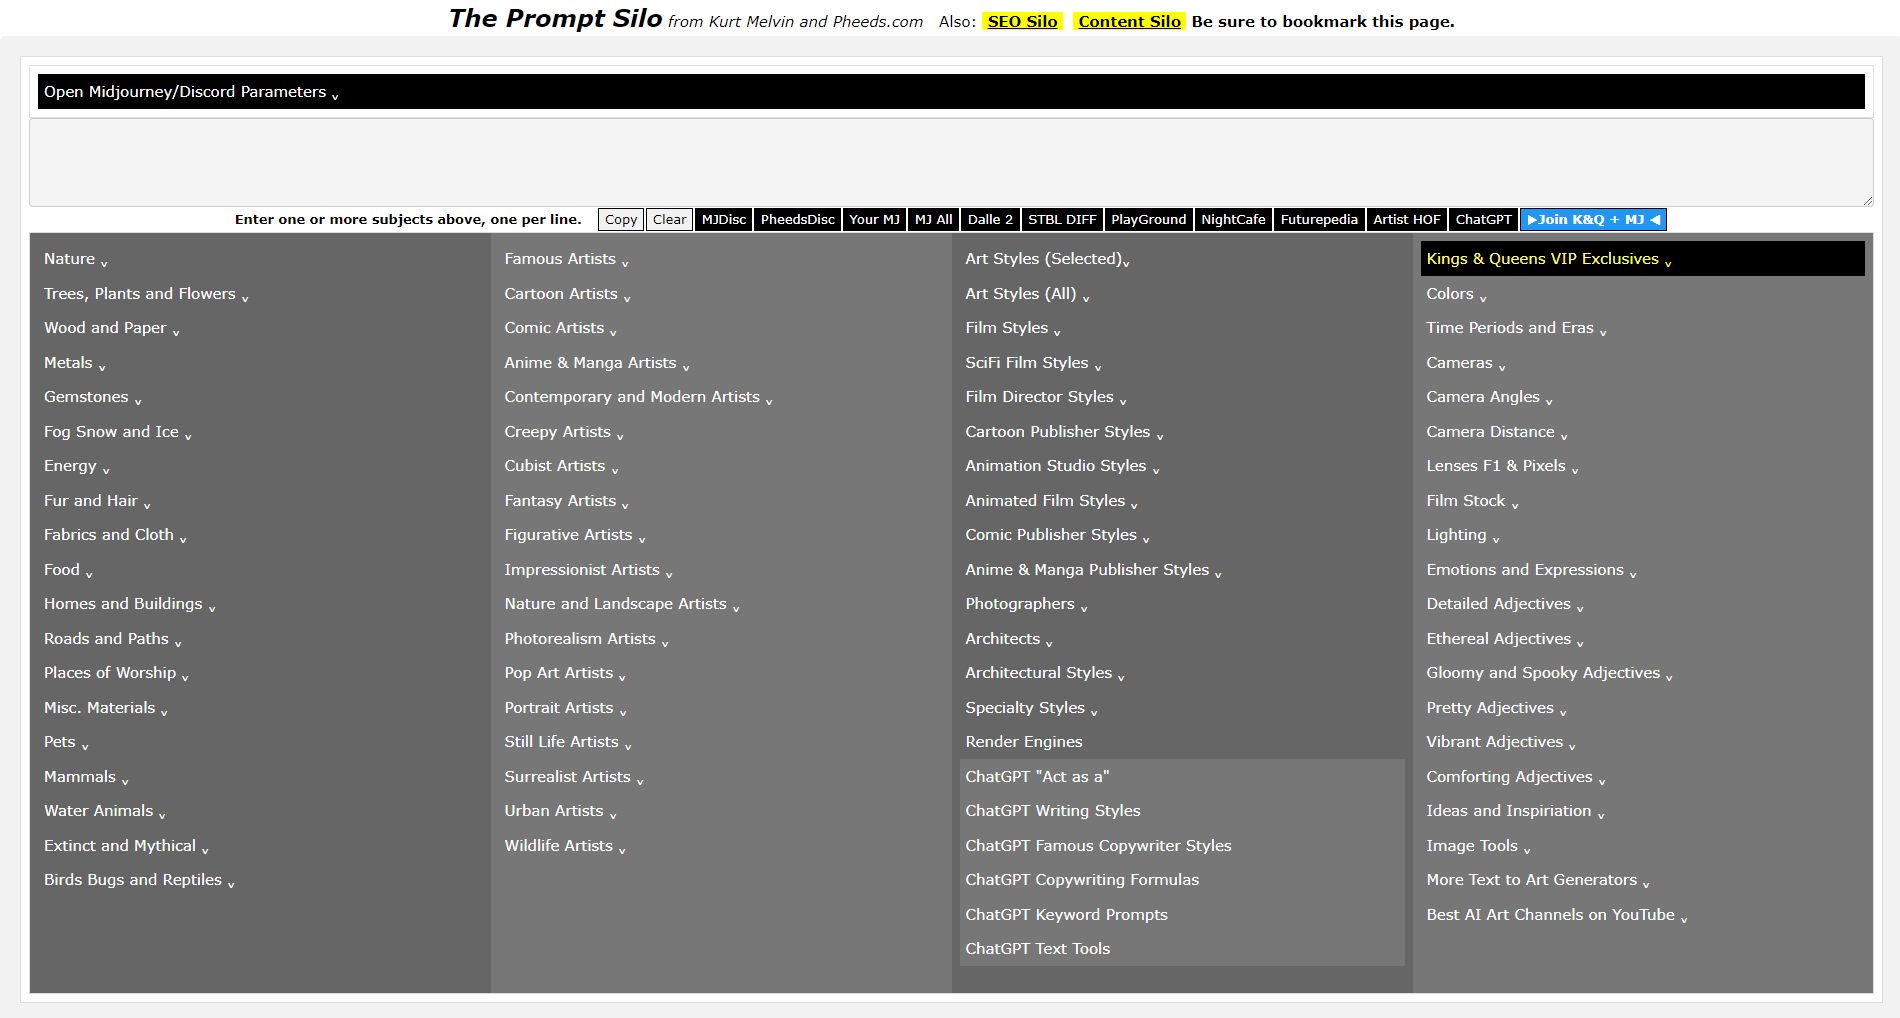 The Prompt Silo from Kurt Melvin and Pheeds.com Also: SEO Silo Content Silo Be sure to bookmark this page.
Open Midjourney/Discord Parameters v
Enter one or more subjects above, one per line. Copy Clear MJDisc PheedsDisc Your MJ MJ All Dalle 2 STBL DIFF PlayGround NightCafe Futurepedia Artist HOF ChatGPT ▶Join K&Q + MJ ◀
Nature v
Trees, Plants and Flowers v
Wood and Paper v
Metals v
Gemstones v
Fog Snow and Ice v
Energy v
Fur and Hair v
Fabrics and Cloth v
Food v
Homes and Buildings v
Roads and Paths v
Places of Worship v
Misc. Materials v
Pets v
Mammals v
Water Animals v
Extinct and Mythical v
Birds Bugs and Reptiles v
Famous Artists v
Cartoon Artists v
Comic Artists v
Anime & Manga Artists v
Contemporary and Modern Artists v
Creepy Artists v
Cubist Artists v
Fantasy Artists v
Figurative Artists v
Impressionist Artists v
Nature and Landscape Artists v
Photorealism Artists v
Pop Art Artists v
Portrait Artists v
Still Life Artists v
Surrealist Artists v
Urban Artists v
Wildlife Artists v
Art Styles (Selected)v
Art Styles (All) v
Film Styles v
SciFi Film Styles v
Film Director Styles v
Cartoon Publisher Styles v
Animation Studio Styles v
Animated Film Styles v
Comic Publisher Styles v
Anime & Manga Publisher Styles v
Photographers v
Architects v
Architectural Styles v
Specialty Styles v
Render Engines
ChatGPT "Act as a"
ChatGPT Writing Styles
ChatGPT Famous Copywriter Styles
ChatGPT Copywriting Formulas
ChatGPT Keyword Prompts
ChatGPT Text Tools
Kings & Queens VIP Exclusives v
Colors v
Time Periods and Eras v
Cameras v
Camera Angles v
Camera Distance v
Lenses F1 & Pixels v
Film Stock v
Lighting v
Emotions and Expressions v
Detailed Adjectives v
Ethereal Adjectives v
Gloomy and Spooky Adjectives v
Pretty Adjectives v
Vibrant Adjectives v
Comforting Adjectives v
Ideas and Inspiriation v
Image Tools v
More Text to Art Generators v
Best AI Art Channels on YouTube v